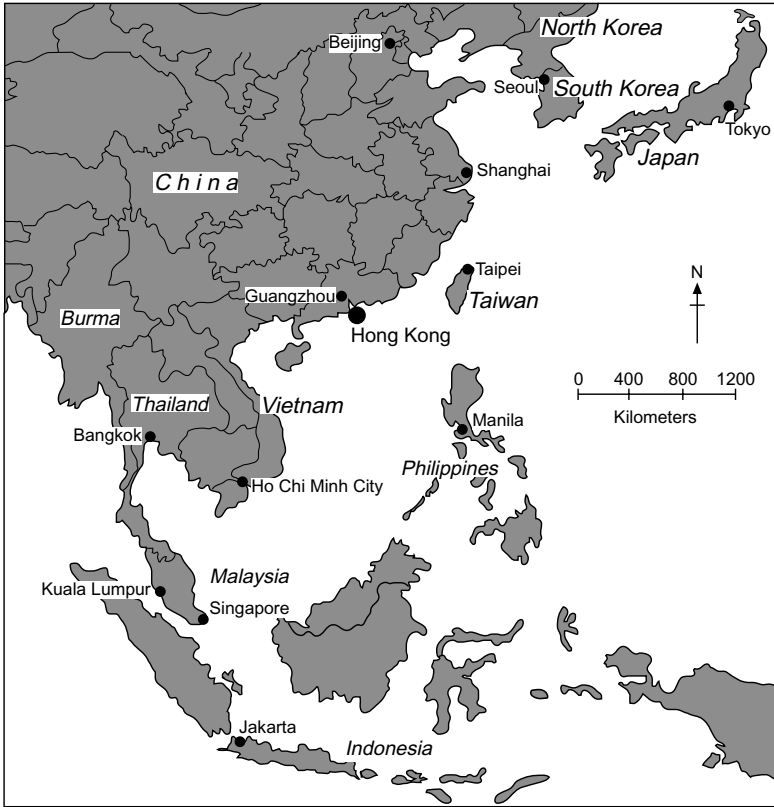 North Korea
Beijing
South Korea
Seoul
Tokyo
Japan
Shanghai
China
Taipei
N
Guangzhou
Taiwan
Burma
Hong Kong
0 400 800 1200
Kilometers
Thailand
Vietnam
Manila
Bangkok
Philippines
Ho Chi Minh City
Malaysia
Kuala Lumpur
Singapore
Jakarta
Indonesia